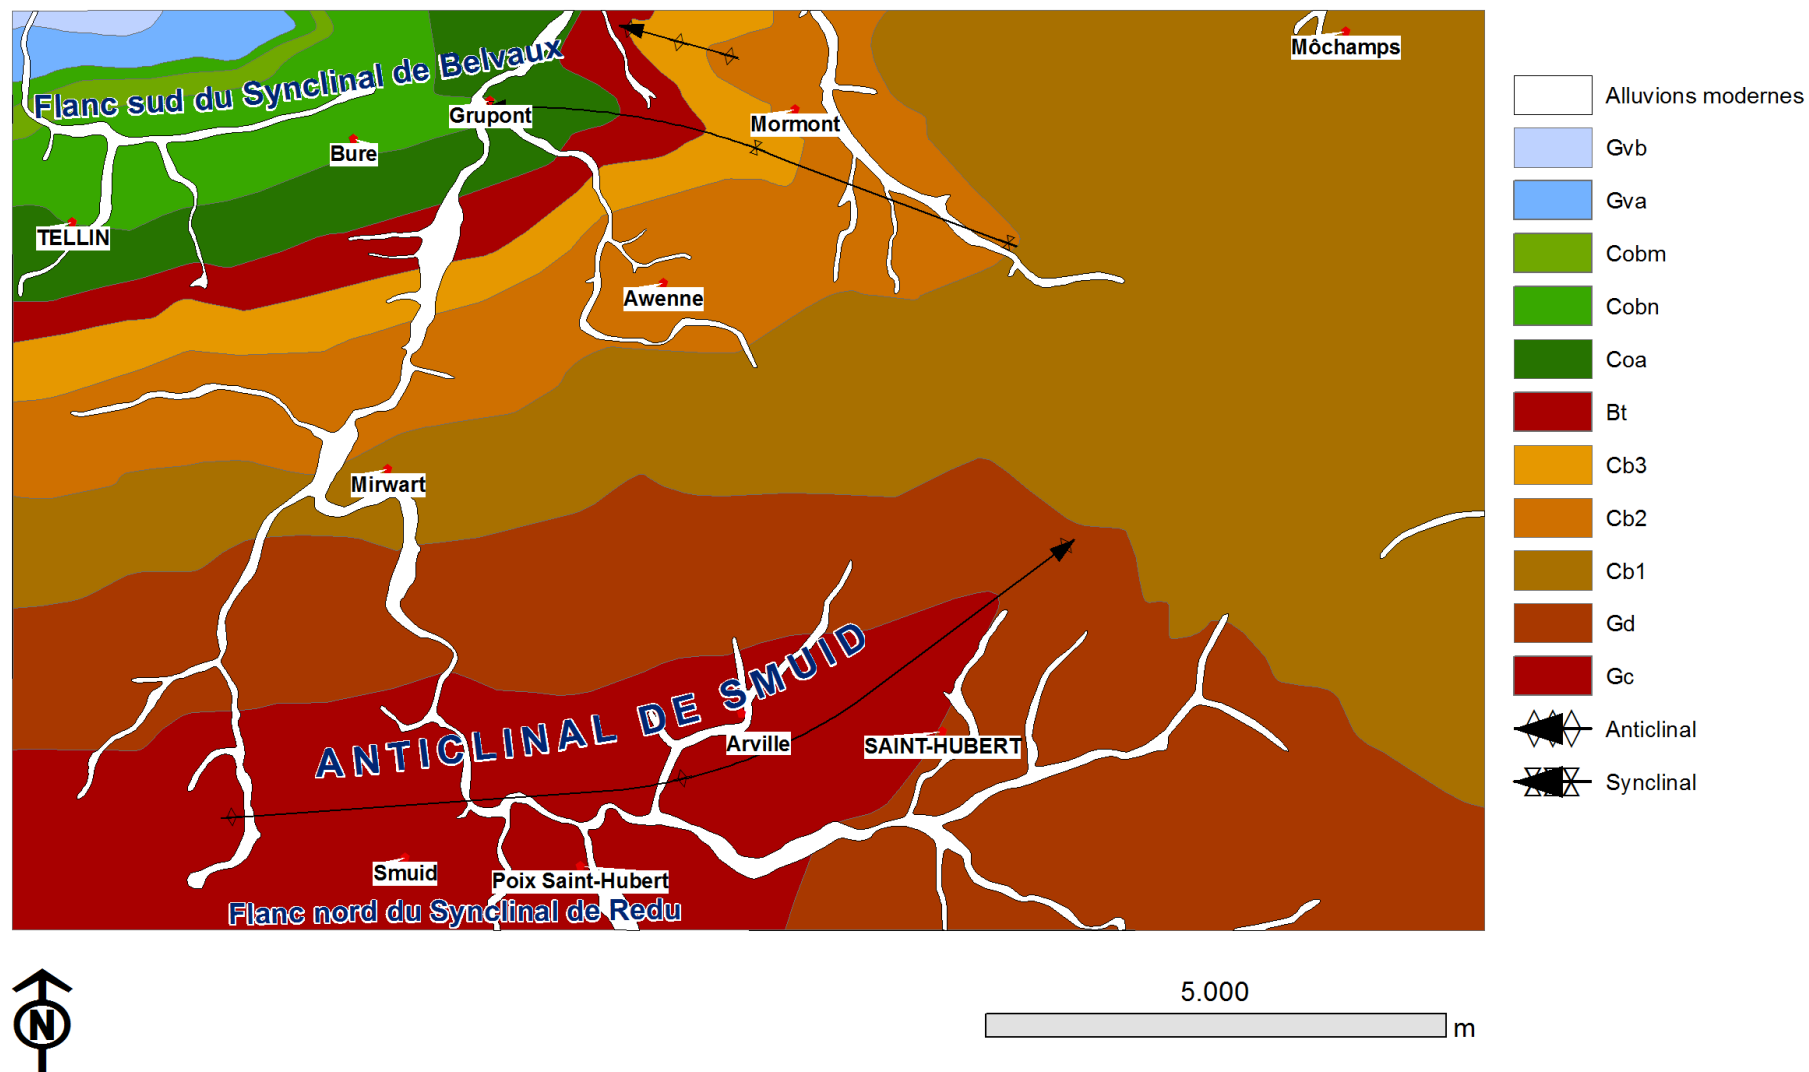 Môchamps
Flanc sud du Synclinal de Belvaux
Grupont
Mormont
Bure
TELLIN
Awenne
Mirwart
ANTICLINAL DE SMUID
Arville
SAINT-HUBERT
Smuid
Poix Saint-Hubert
Flanc nord du Synclinal de Redu
Alluvions modernes
Gvb
Gva
Cobm
Cobn
Coa
Bt
Cb3
Cb2
Cb1
Gd
Gc
Anticlinal
Synclinal
N
5.000
m